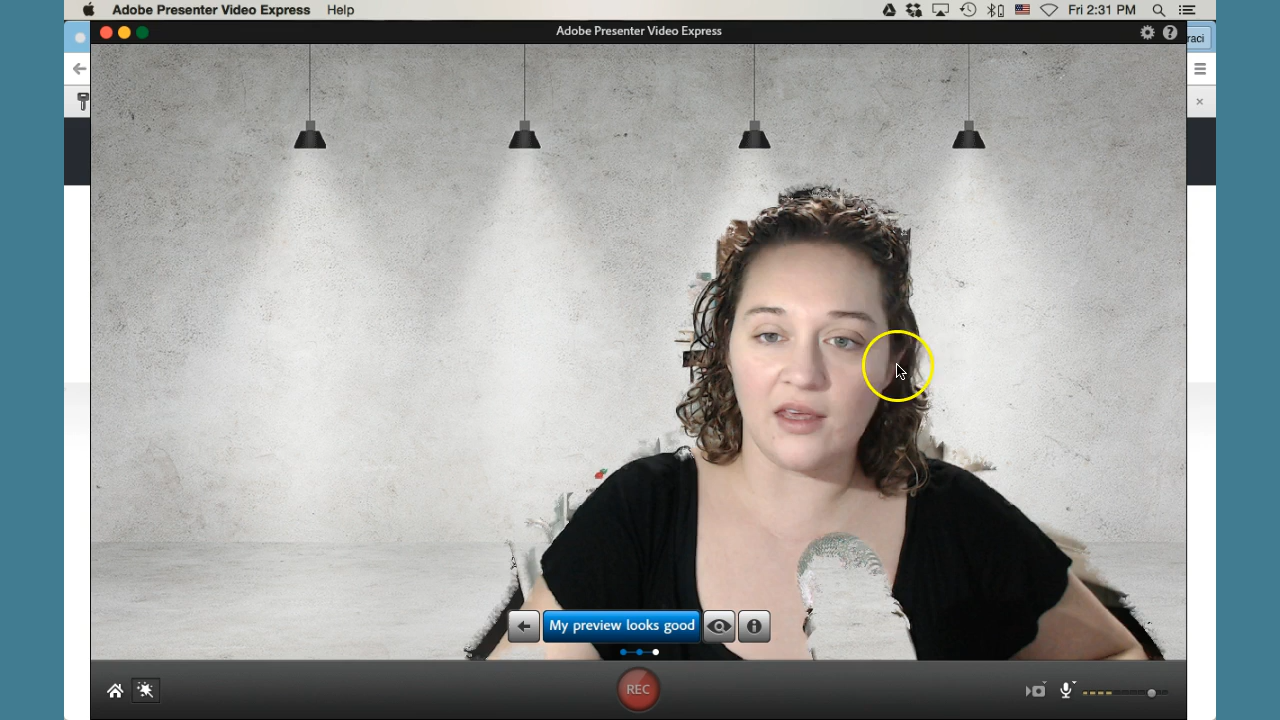 Adobe Presenter Video Express Help Fri 2:31 PM
Adobe Presenter Video Express
raci
My preview looks good
REC